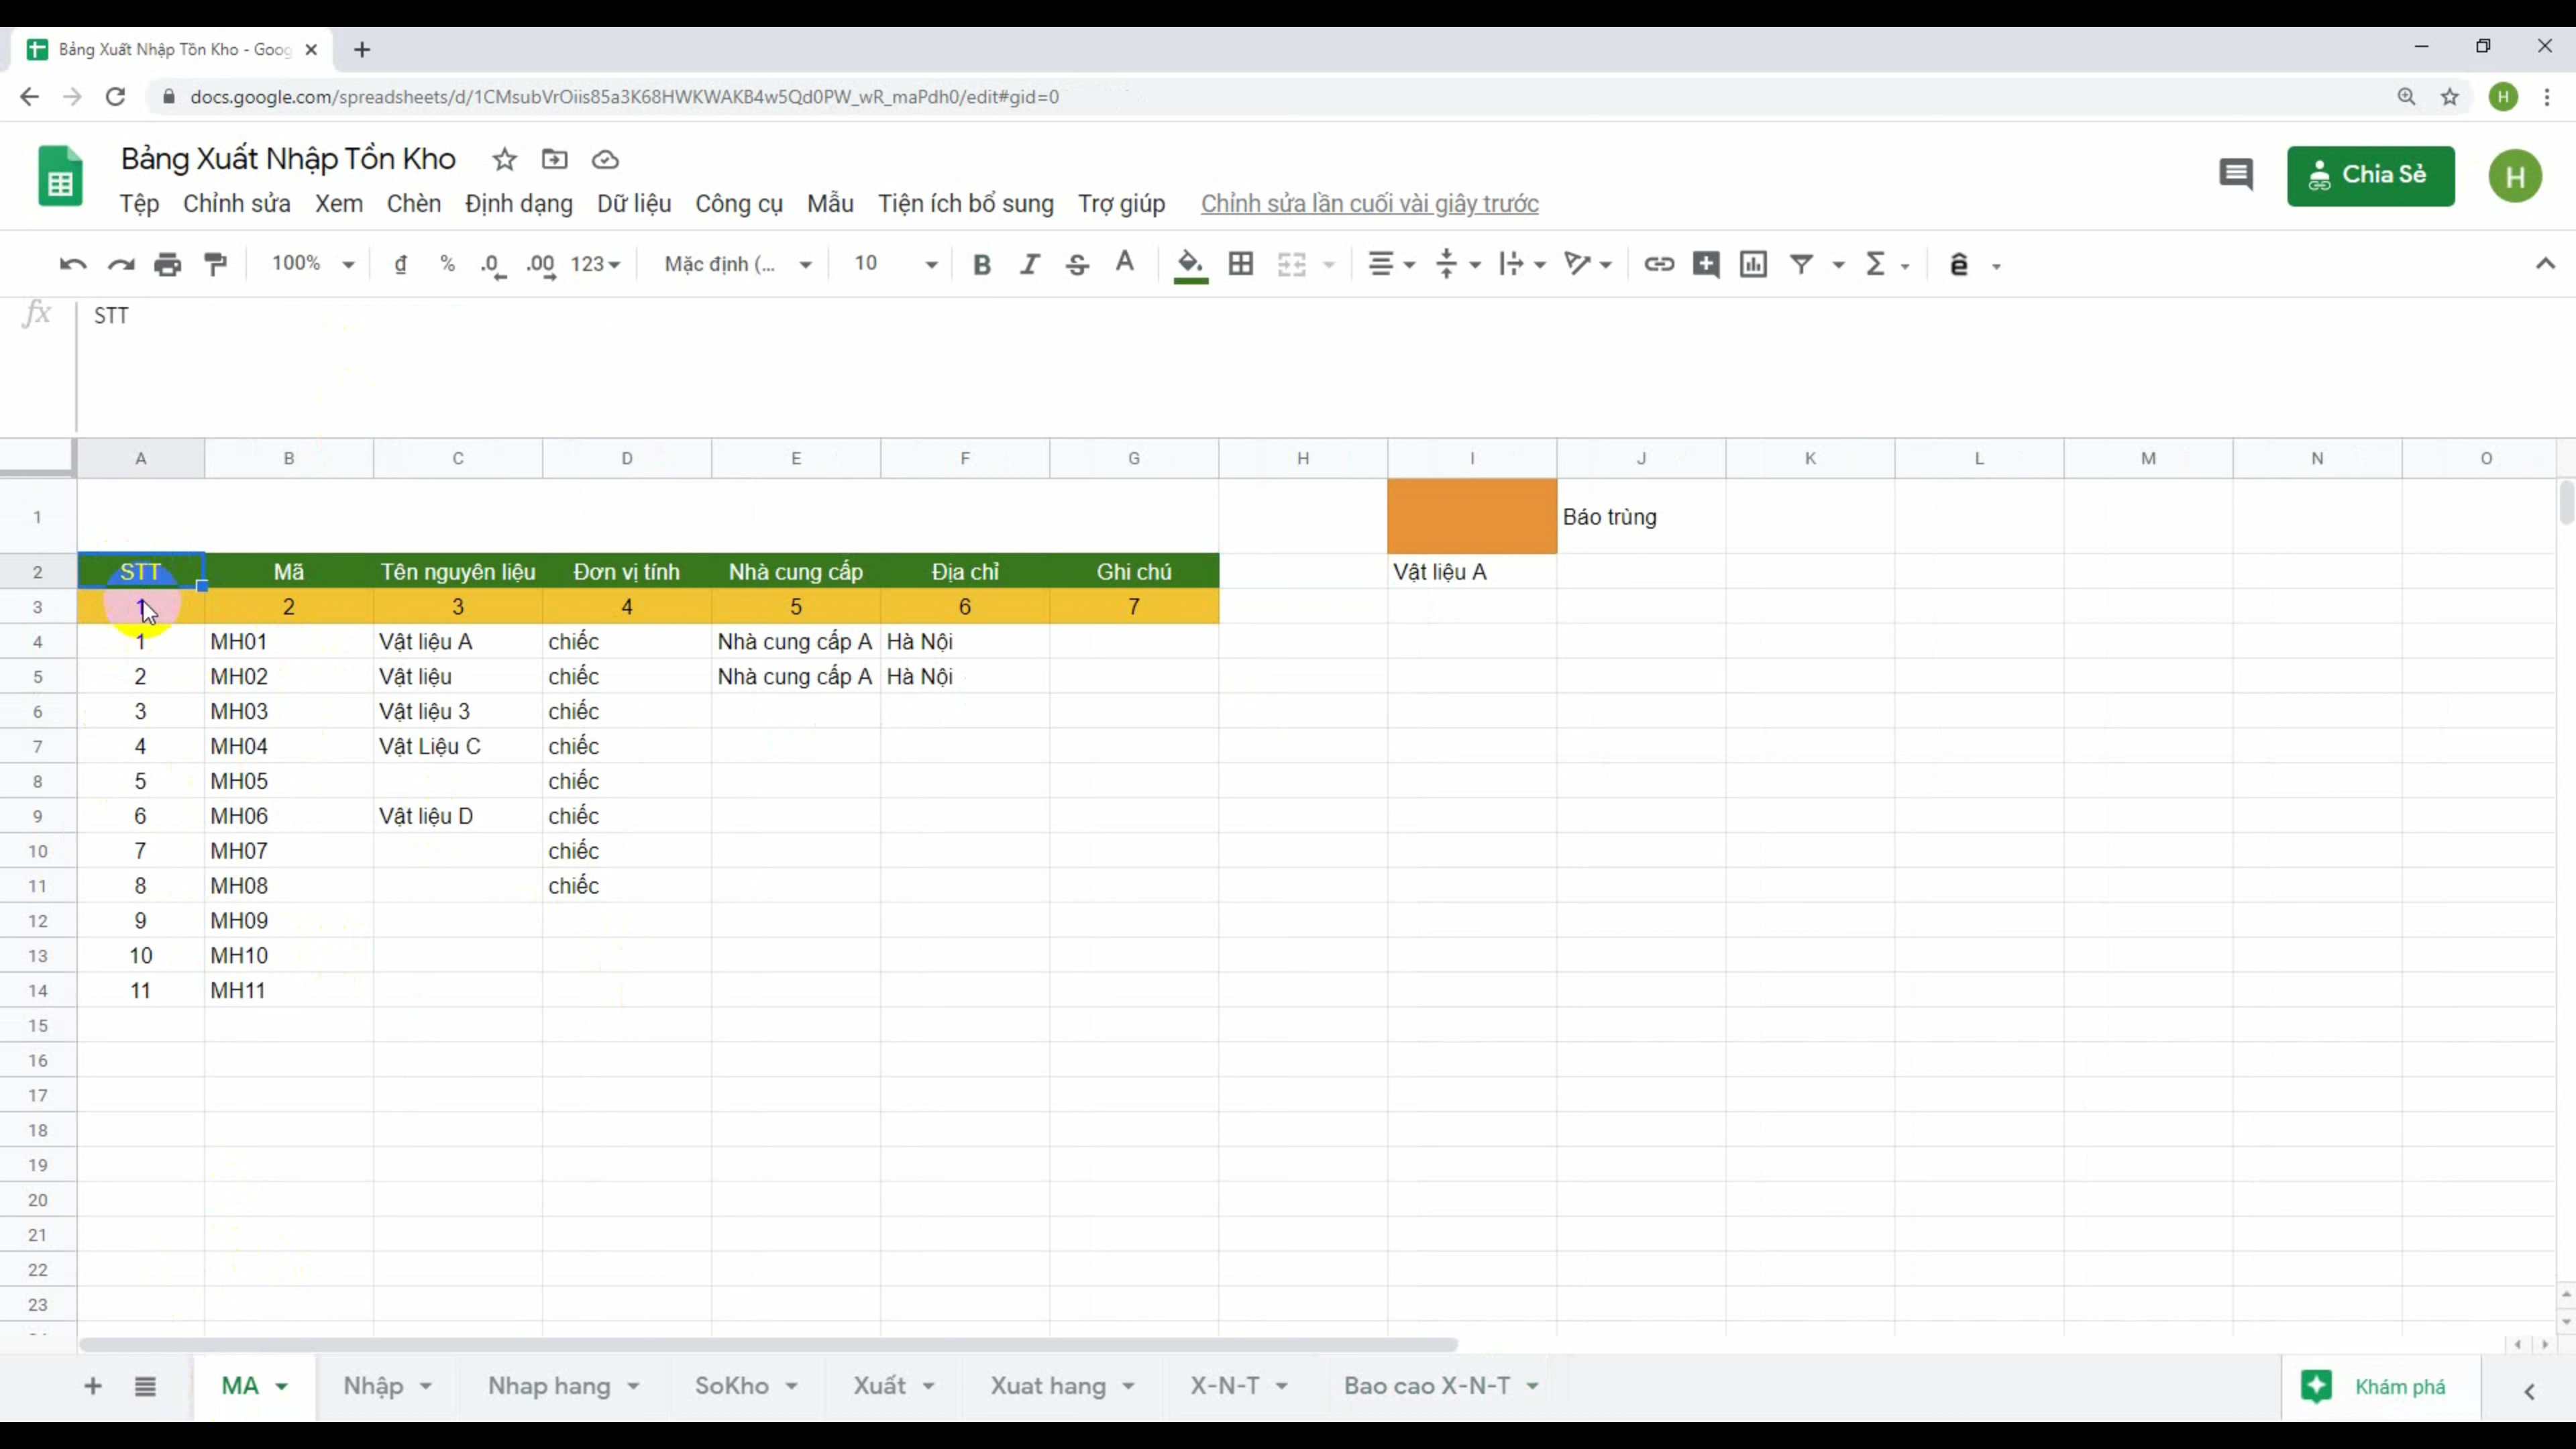 Bảng Xuất Nhập Tồn Kho - Goog
docs.google.com/spreadsheets/d/1CMsubVrOiis85a3K68HWKWAKB4w5Qd0PW_wR_maPdh0/edit#gid=0
H
Bảng Xuất Nhập Tồn Kho
Chia Sẻ
H
Tệp Chỉnh sửa Xem Chèn Định dạng Dữ liệu Công cụ Mẫu Tiện ích bổ sung Trợ giúp Chỉnh sửa lần cuối vài giây trước
100% đ % .0 .00 123 Mặc định (... 10 B I S A Σ ê
fx STT
A B C D E F G H I J K L M N O
1 Báo trùng
2 STT Mã Tên nguyên liệu Đơn vị tính Nhà cung cấp Địa chỉ Ghi chú Vật liệu A
3 1 2 3 4 5 6 7
4 1 MH01 Vật liệu A chiếc Nhà cung cấp A Hà Nội
5 2 MH02 Vật liệu chiếc Nhà cung cấp A Hà Nội
6 3 MH03 Vật liệu 3 chiếc
7 4 MH04 Vật Liệu C chiếc
8 5 MH05 chiếc
9 6 MH06 Vật liệu D chiếc
10 7 MH07 chiếc
11 8 MH08 chiếc
12 9 MH09
13 10 MH10
14 11 MH11
15
16
17
18
19
20
21
22
23
MA Nhập Nhap hang SoKho Xuất Xuat hang X-N-T Bao cao X-N-T Khám phá